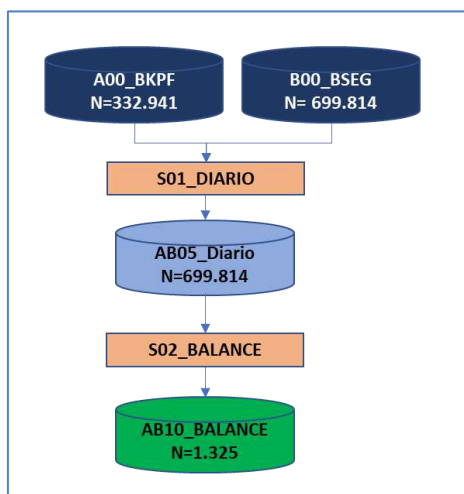 A00_BKPF
N=332.941
B00_BSEG
N= 699.814
S01_DIARIO
AB05_Diario
N=699.814
S02_BALANCE
AB10_BALANCE
N=1.325